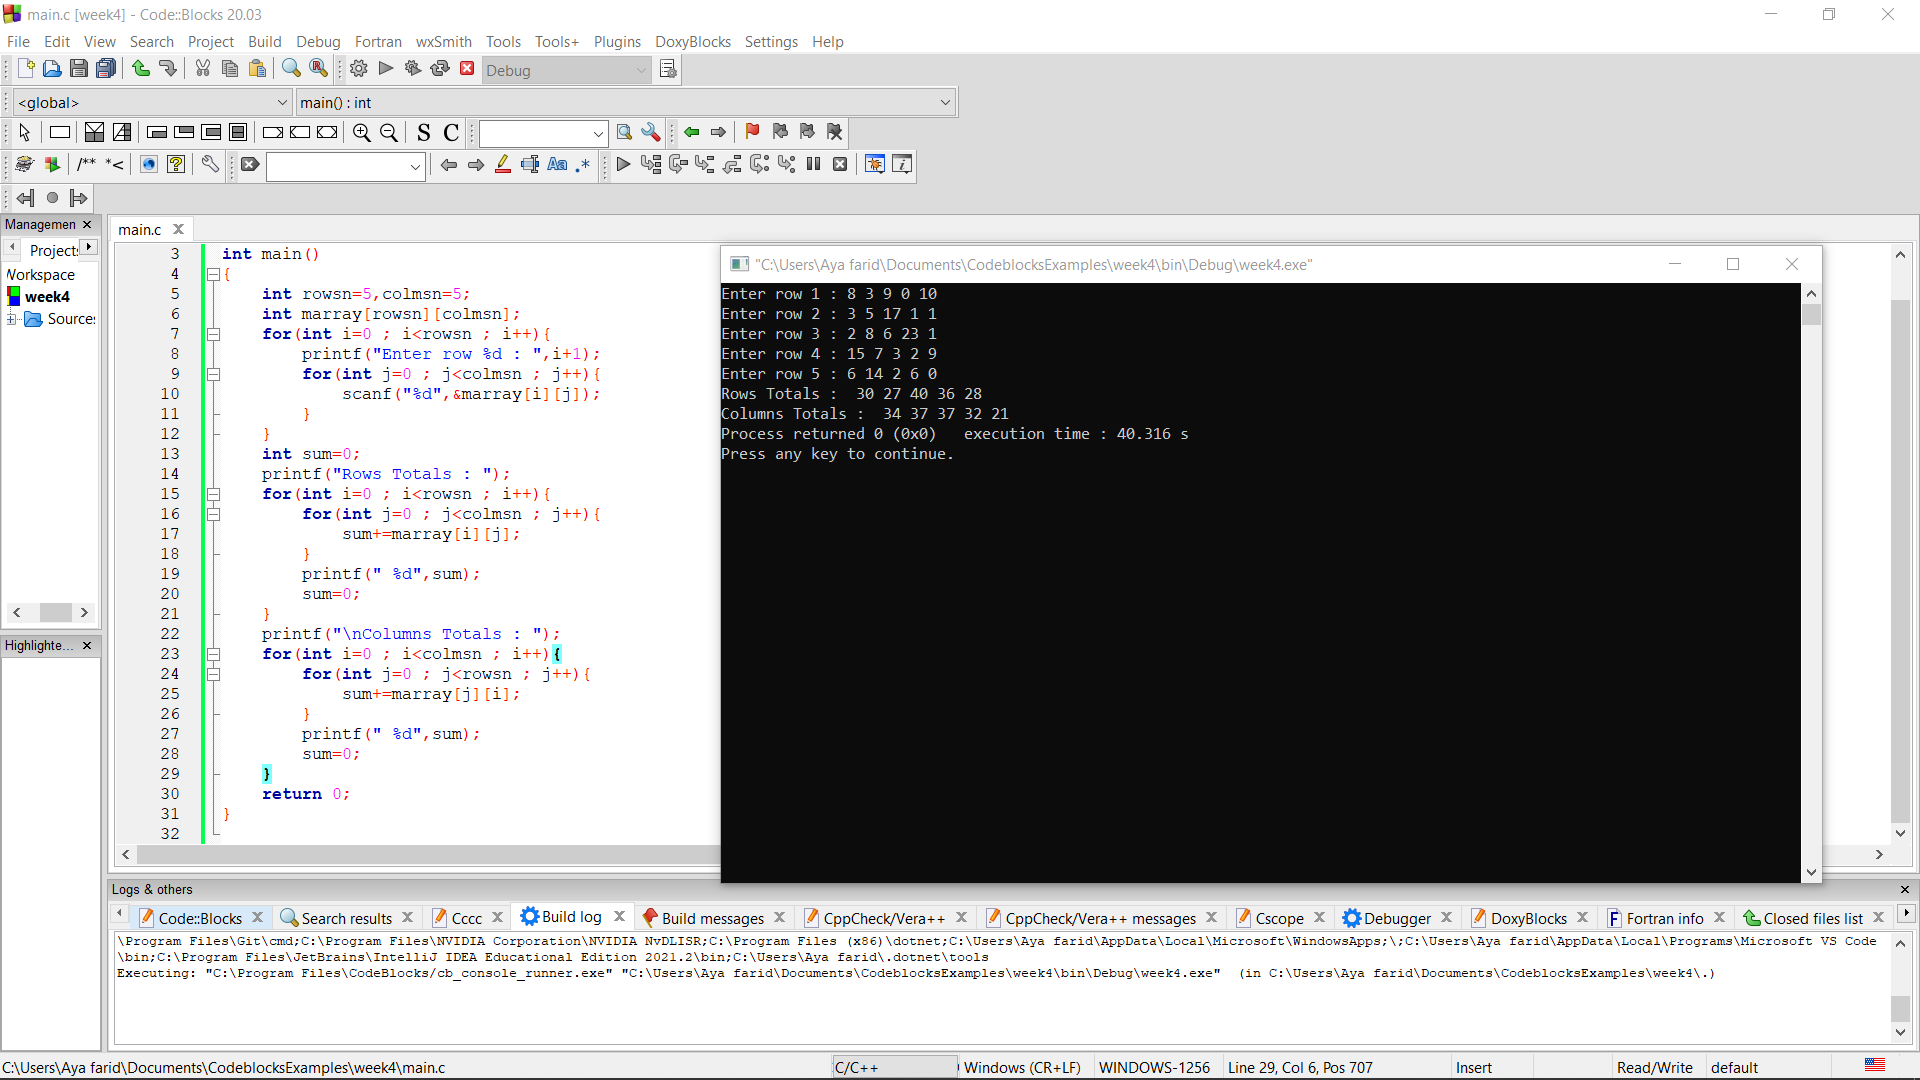 main.c [week4] - Code::Blocks 20.03
File Edit View Search Project Build Debug Fortran wxSmith Tools Tools+ Plugins DoxyBlocks Settings Help
Debug
<global> main() : int
S C
/** *<
Aa .*
Managemen
Projects
Workspace
week4
Sources
Highlighte...
main.c
3 int main()
4 {
5 int rowsn=5,colmsn=5;
6 int marray[rowsn][colmsn];
7 for(int i=0 ; i<rowsn ; i++){
8 printf("Enter row %d : ",i+1);
9 for(int j=0 ; j<colmsn ; j++){
10 scanf("%d",&marray[i][j]);
11 }
12 }
13 int sum=0;
14 printf("Rows Totals : ");
15 for(int i=0 ; i<rowsn ; i++){
16 for(int j=0 ; j<colmsn ; j++){
17 sum+=marray[i][j];
18 }
19 printf(" %d",sum);
20 sum=0;
21 }
22 printf("\nColumns Totals : ");
23 for(int i=0 ; i<colmsn ; i++){
24 for(int j=0 ; j<rowsn ; j++){
25 sum+=marray[j][i];
26 }
27 printf(" %d",sum);
28 sum=0;
29 }
30 return 0;
31 }
32
"C:\Users\Aya farid\Documents\CodeblocksExamples\week4\bin\Debug\week4.exe"
Enter row 1 : 8 3 9 0 10
Enter row 2 : 3 5 17 1 1
Enter row 3 : 2 8 6 23 1
Enter row 4 : 15 7 3 2 9
Enter row 5 : 6 14 2 6 0
Rows Totals :  30 27 40 36 28
Columns Totals :  34 37 37 32 21
Process returned 0 (0x0)   execution time : 40.316 s
Press any key to continue.
Logs & others
Code::Blocks Search results Cccc Build log Build messages CppCheck/Vera++ CppCheck/Vera++ messages Cscope Debugger DoxyBlocks Fortran info Closed files list
\Program Files\Git\cmd;C:\Program Files\NVIDIA Corporation\NVIDIA NvDLISR;C:\Program Files (x86)\dotnet;C:\Users\Aya farid\AppData\Local\Microsoft\WindowsApps;\;C:\Users\Aya farid\AppData\Local\Programs\Microsoft VS Code
\bin;C:\Program Files\JetBrains\IntelliJ IDEA Educational Edition 2021.2\bin;C:\Users\Aya farid\.dotnet\tools
Executing: "C:\Program Files\CodeBlocks/cb_console_runner.exe" "C:\Users\Aya farid\Documents\CodeblocksExamples\week4\bin\Debug\week4.exe"  (in C:\Users\Aya farid\Documents\CodeblocksExamples\week4\.)
C:\Users\Aya farid\Documents\CodeblocksExamples\week4\main.c C/C++ Windows (CR+LF) WINDOWS-1256 Line 29, Col 6, Pos 707 Insert Read/Write default